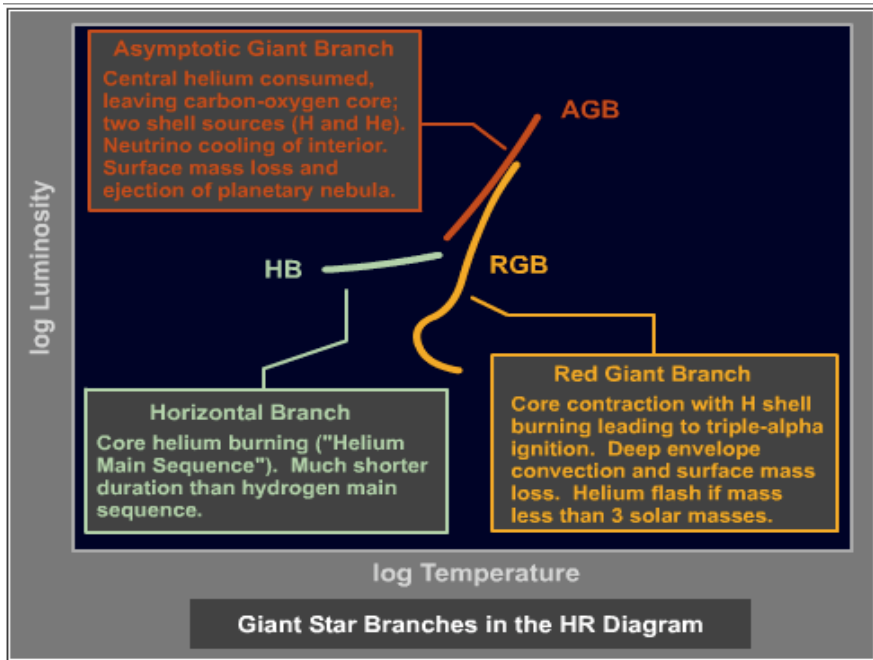 Asymptotic Giant Branch
Central helium consumed,
leaving carbon-oxygen core;
two shell sources (H and He).
Neutrino cooling of interior.
Surface mass loss and
ejection of planetary nebula.
AGB
HB
RGB
Horizontal Branch
Core helium burning ("Helium
Main Sequence").  Much shorter
duration than hydrogen main
sequence.
Red Giant Branch
Core contraction with H shell
burning leading to triple-alpha
ignition.  Deep envelope
convection and surface mass
loss.  Helium flash if mass
less than 3 solar masses.
log Luminosity
log Temperature
Giant Star Branches in the HR Diagram